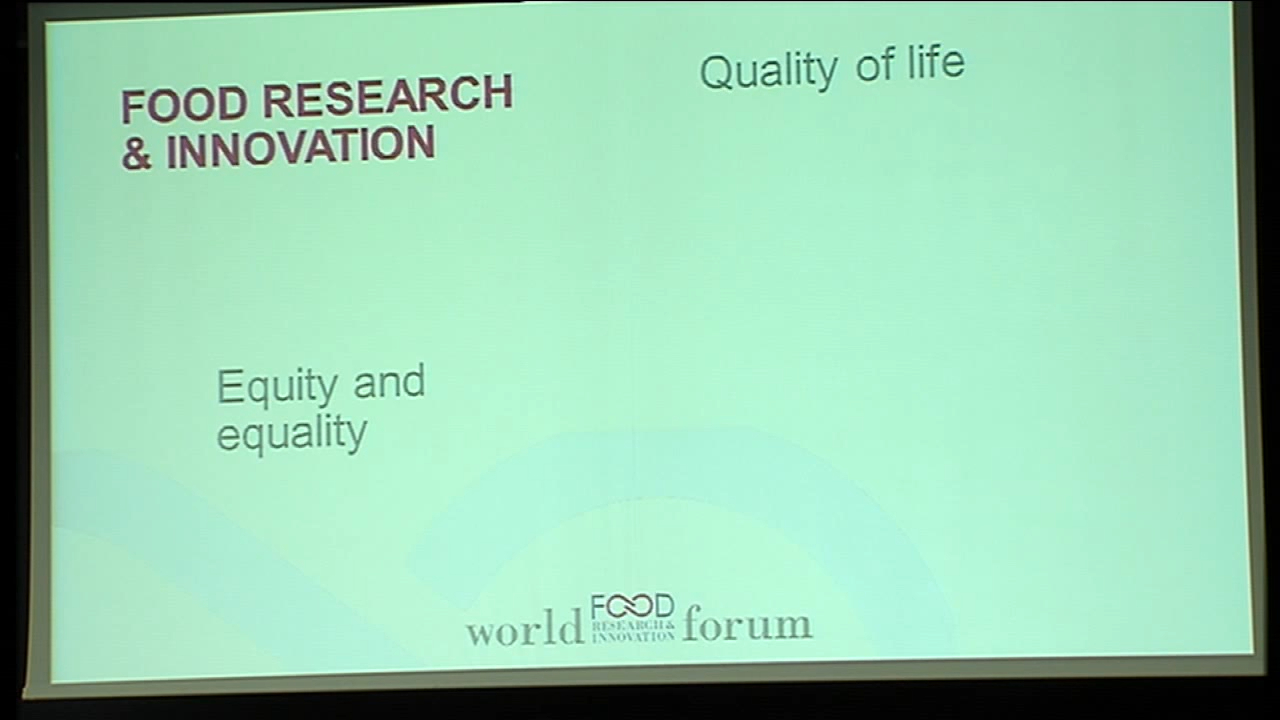 FOOD RESEARCH
& INNOVATION
Quality of life
Equity and
equality
world FOOD RESEARCH & INNOVATION forum